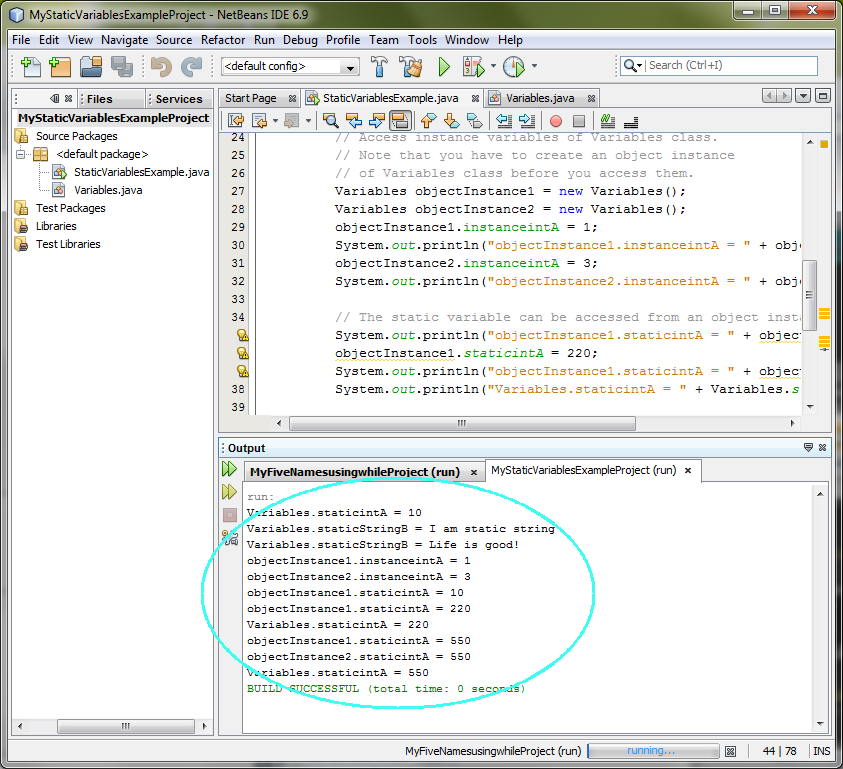 MyStaticVariablesExampleProject - NetBeans IDE 6.9
File Edit View Navigate Source Refactor Run Debug Profile Team Tools Window Help
<default config>
Search (Ctrl+I)
Files
Services
MyStaticVariablesExampleProject
Source Packages
<default package>
StaticVariablesExample.java
Variables.java
Test Packages
Libraries
Test Libraries
Start Page
StaticVariablesExample.java
Variables.java
24 // Access instance variables of Variables class.
25 // Note that you have to create an object instance
26 // of Variables class before you access them.
27 Variables objectInstance1 = new Variables();
28 Variables objectInstance2 = new Variables();
29 objectInstance1.instanceintA = 1;
30 System.out.println("objectInstance1.instanceintA = " + obj
31 objectInstance2.instanceintA = 3;
32 System.out.println("objectInstance2.instanceintA = " + obj
33
34 // The static variable can be accessed from an object inst
System.out.println("objectInstance1.staticintA = " + object
objectInstance1.staticintA = 220;
System.out.println("objectInstance1.staticintA = " + object
38 System.out.println("Variables.staticintA = " + Variables.s
39
Output
MyFiveNamesusingwhileProject (run)
MyStaticVariablesExampleProject (run)
run:
Variables.staticintA = 10
Variables.staticStringB = I am static string
Variables.staticStringB = Life is good!
objectInstance1.instanceintA = 1
objectInstance2.instanceintA = 3
objectInstance1.staticintA = 10
objectInstance1.staticintA = 220
Variables.staticintA = 220
objectInstance1.staticintA = 550
objectInstance2.staticintA = 550
Variables.staticintA = 550
BUILD SUCCESSFUL (total time: 0 seconds)
MyFiveNamesusingwhileProject (run)
running...
44 | 78
INS